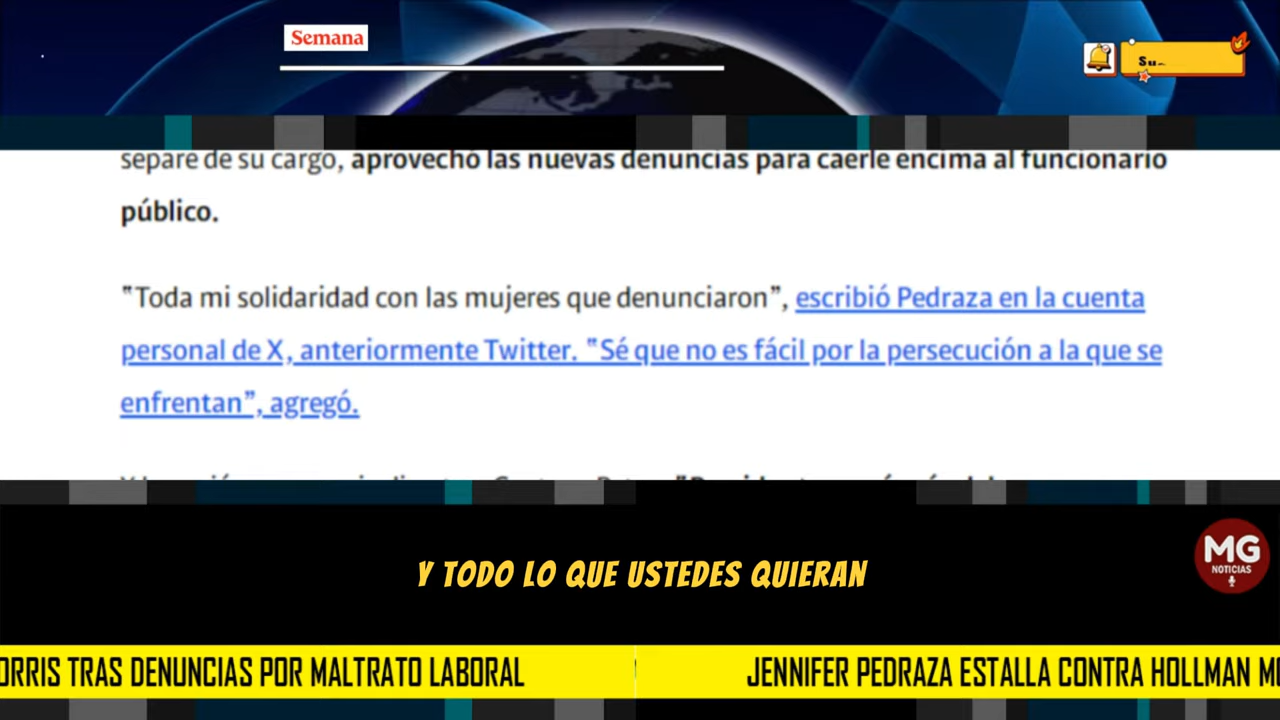 Semana
separe de su cargo, aprovechó las nuevas denuncias para caerle encima al funcionario
público.
"Toda mi solidaridad con las mujeres que denunciaron", escribió Pedraza en la cuenta
personal de X, anteriormente Twitter. "Sé que no es fácil por la persecución a la que se
enfrentan", agregó.
Y TODO LO QUE USTEDES QUIERAN
MG
NOTICIAS
ORRIS TRAS DENUNCIAS POR MALTRATO LABORAL JENNIFER PEDRAZA ESTALLA CONTRA HOLLMAN MO